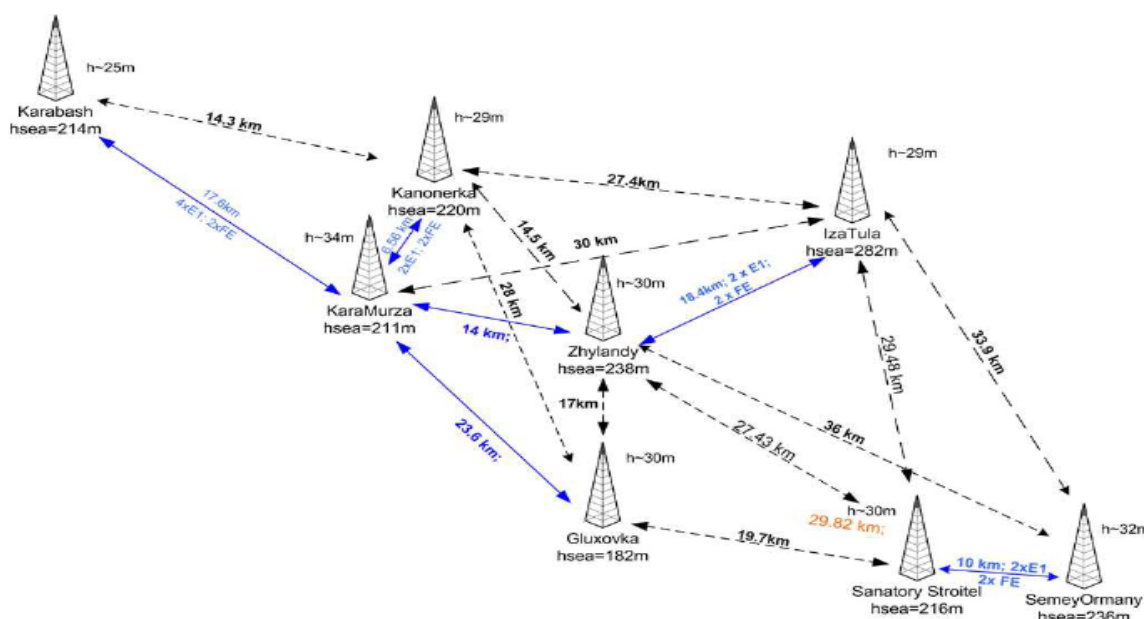 h~25m
Karabash
hsea=214m
14.3 km
h~29m
Kanonerka
hsea=220m
27.4km
h~29m
IzaTula
hsea=282m
17.6km
4xE1; 2xFE
6.56 km
2xE1; 2xFE
14.5 km
30 km
h~34m
KaraMurza
hsea=211m
28 km
14 km;
h~30m
Zhylandy
hsea=238m
18.4km; 2 x E1;
2 x FE
29.48 km
33.9 km
23.6 km;
17km
27.43 km
36 km
h~30m
Gluxovka
hsea=182m
19.7km
h~30m
29.82 km;
Sanatory Stroitel
hsea=216m
10 km; 2xE1
2x FE
h~32m
SemeyOrmany
hsea=236m